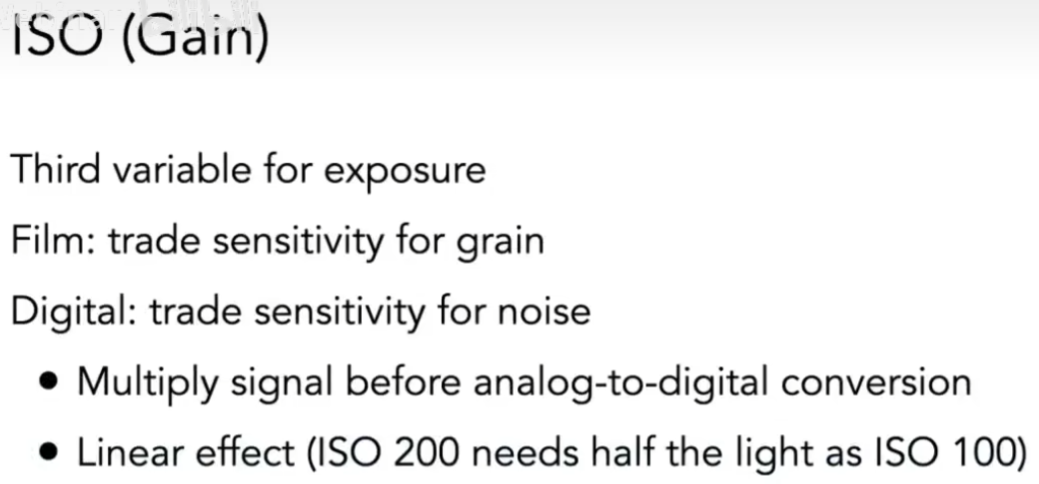 ISO (Gain)
Third variable for exposure
Film: trade sensitivity for grain
Digital: trade sensitivity for noise
• Multiply signal before analog-to-digital conversion
• Linear effect (ISO 200 needs half the light as ISO 100)